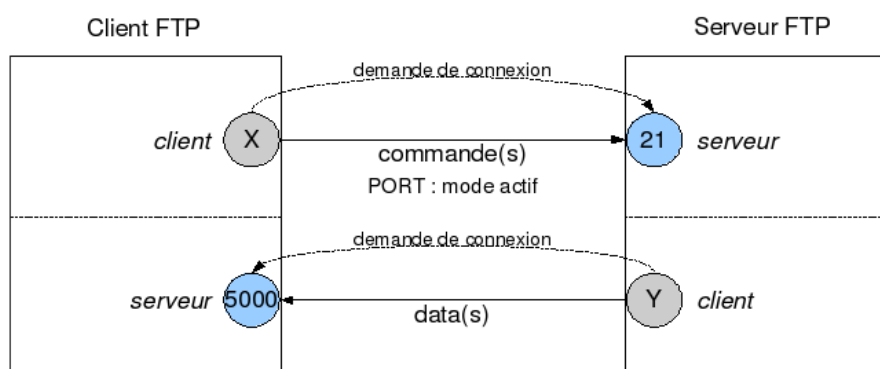 Client FTP
Serveur FTP
demande de connexion
client
X
21
serveur
commande(s)
PORT : mode actif
demande de connexion
serveur
5000
Y
client
data(s)